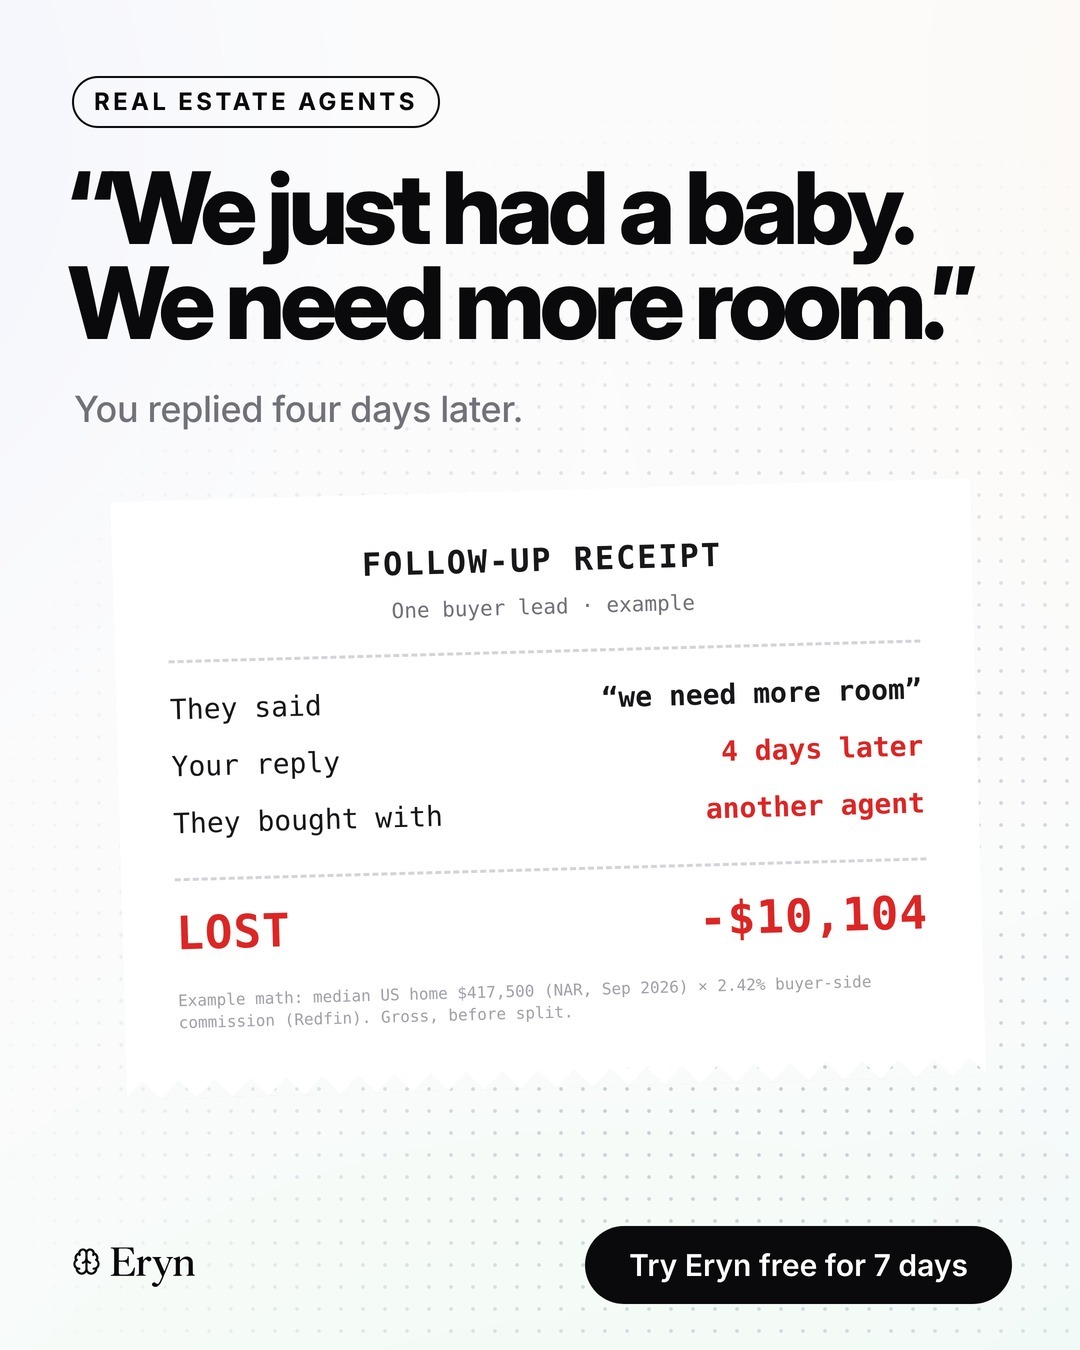 REAL ESTATE AGENTS
“We just had a baby.
We need more room.”
You replied four days later.
FOLLOW-UP RECEIPT
One buyer lead · example
They said “we need more room”
Your reply 4 days later
They bought with another agent
LOST -$10,104
Example math: median US home $417,500 (NAR, Sep 2026) × 2.42% buyer-side
commission (Redfin). Gross, before split.
Eryn
Try Eryn free for 7 days